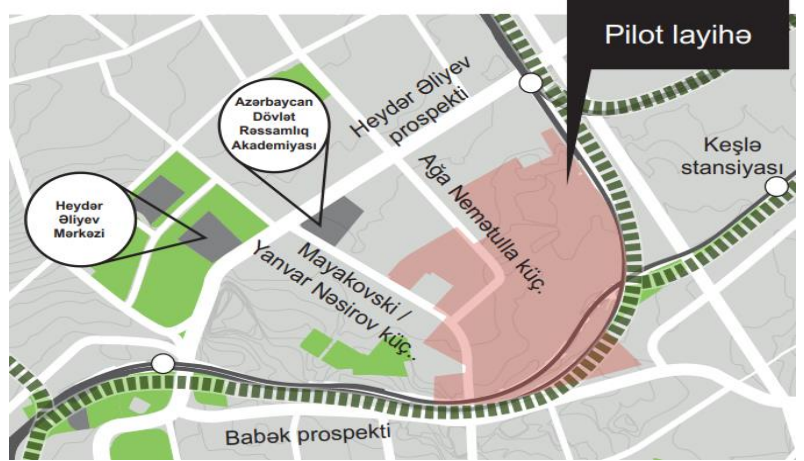 Pilot layihə
Azərbaycan
Dövlət
Rəssamlıq
Akademiyası
Heydər Əliyev
prospekti
Keşlə
stansiyası
Ağa Nemətulla küç.
Heydər
Əliyev
Mərkəzi
Mayakovski /
Yanvar Nəsirov küç..
Babək prospekti